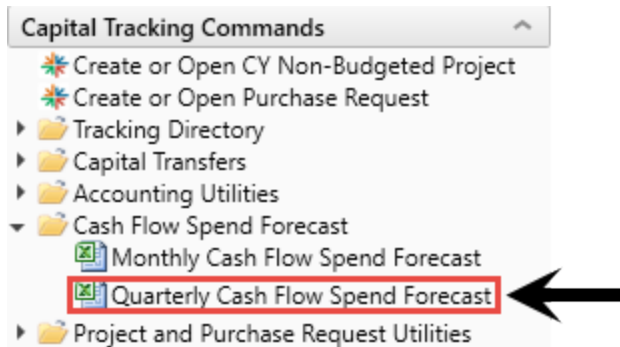 Capital Tracking Commands
Create or Open CY Non-Budgeted Project
Create or Open Purchase Request
Tracking Directory
Capital Transfers
Accounting Utilities
Cash Flow Spend Forecast
Monthly Cash Flow Spend Forecast
Quarterly Cash Flow Spend Forecast
Project and Purchase Request Utilities